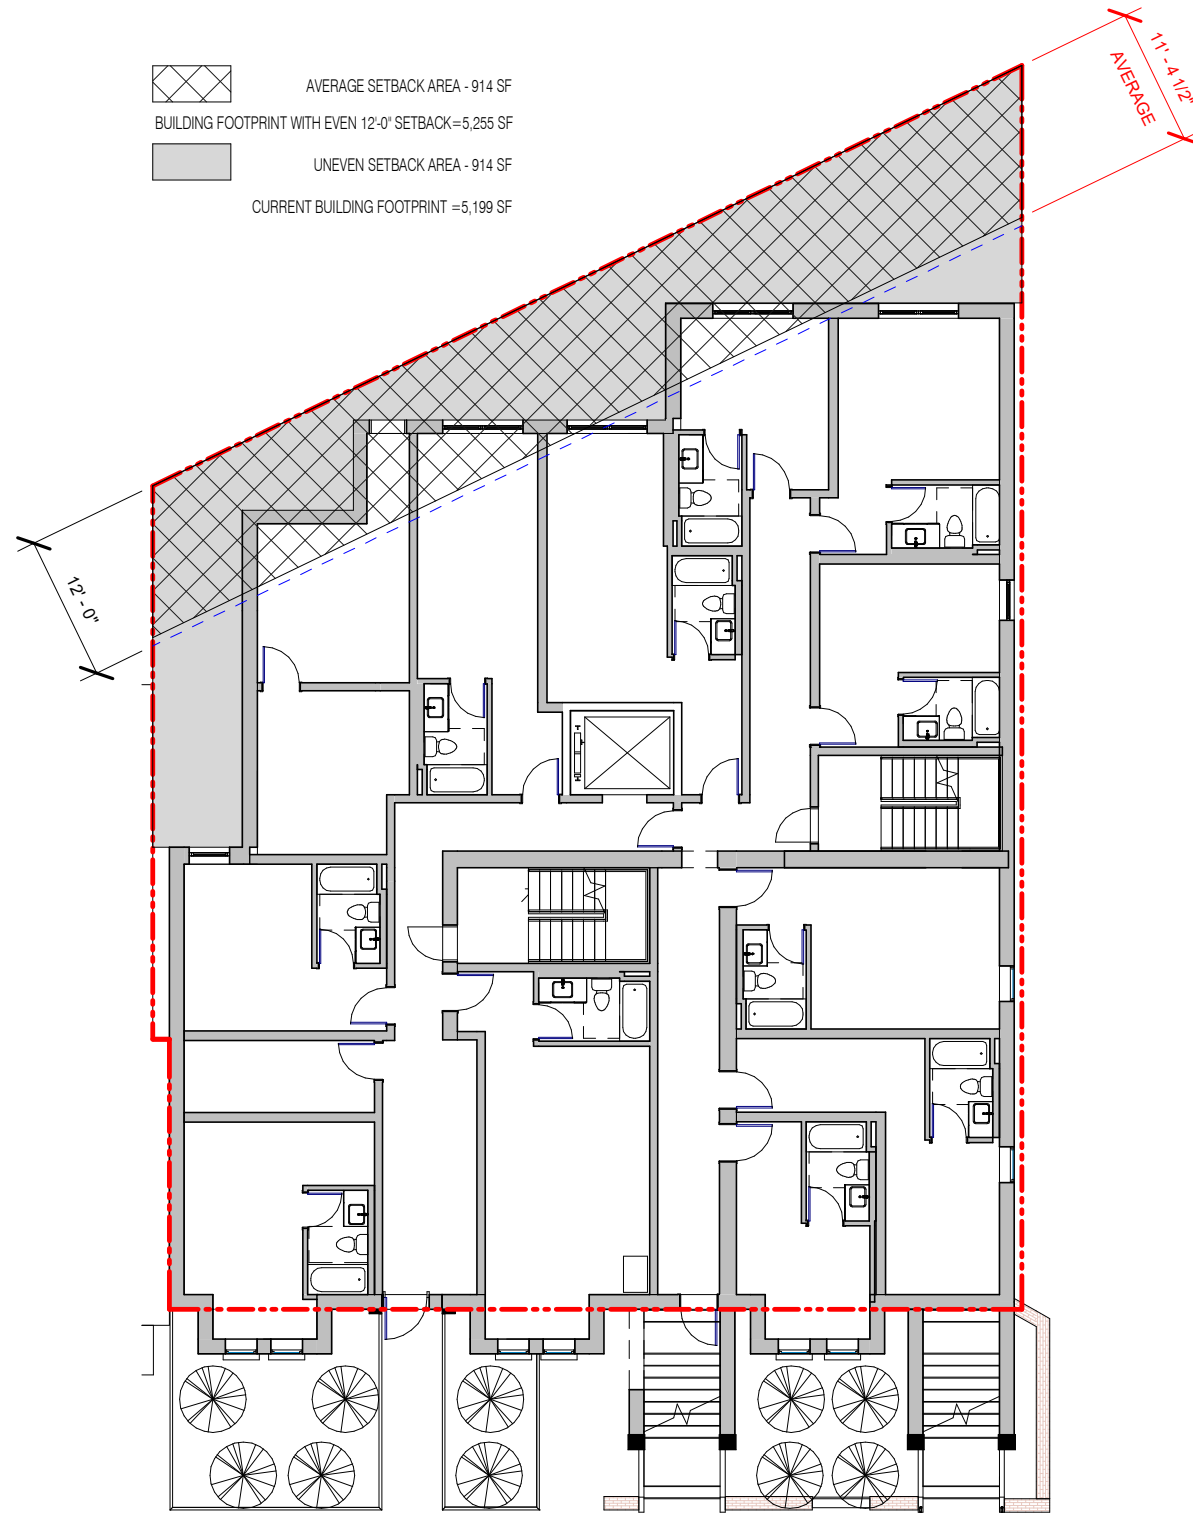 AVERAGE SETBACK AREA - 914 SF
BUILDING FOOTPRINT WITH EVEN 12'-0" SETBACK=5,255 SF
UNEVEN SETBACK AREA - 914 SF
CURRENT BUILDING FOOTPRINT =5,199 SF
11' - 4 1/2"
AVERAGE
12' - 0"